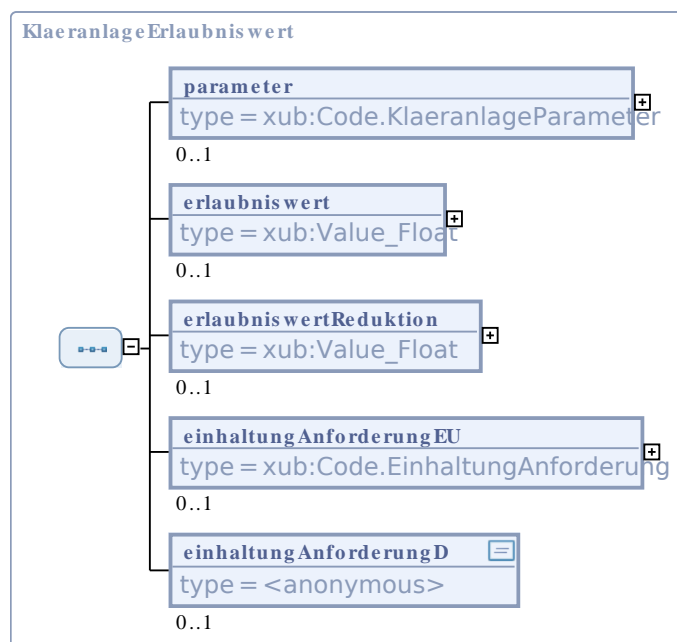 KlaeranlageErlaubniswert
parameter
type = xub:Code.KlaeranlageParameter
0..1
erlaubniswert
type = xub:Value_Float
0..1
erlaubniswertReduktion
type = xub:Value_Float
0..1
einhaltungAnforderungEU
type = xub:Code.EinhaltungAnforderung
0..1
einhaltungAnforderungD
type = <anonymous>
0..1